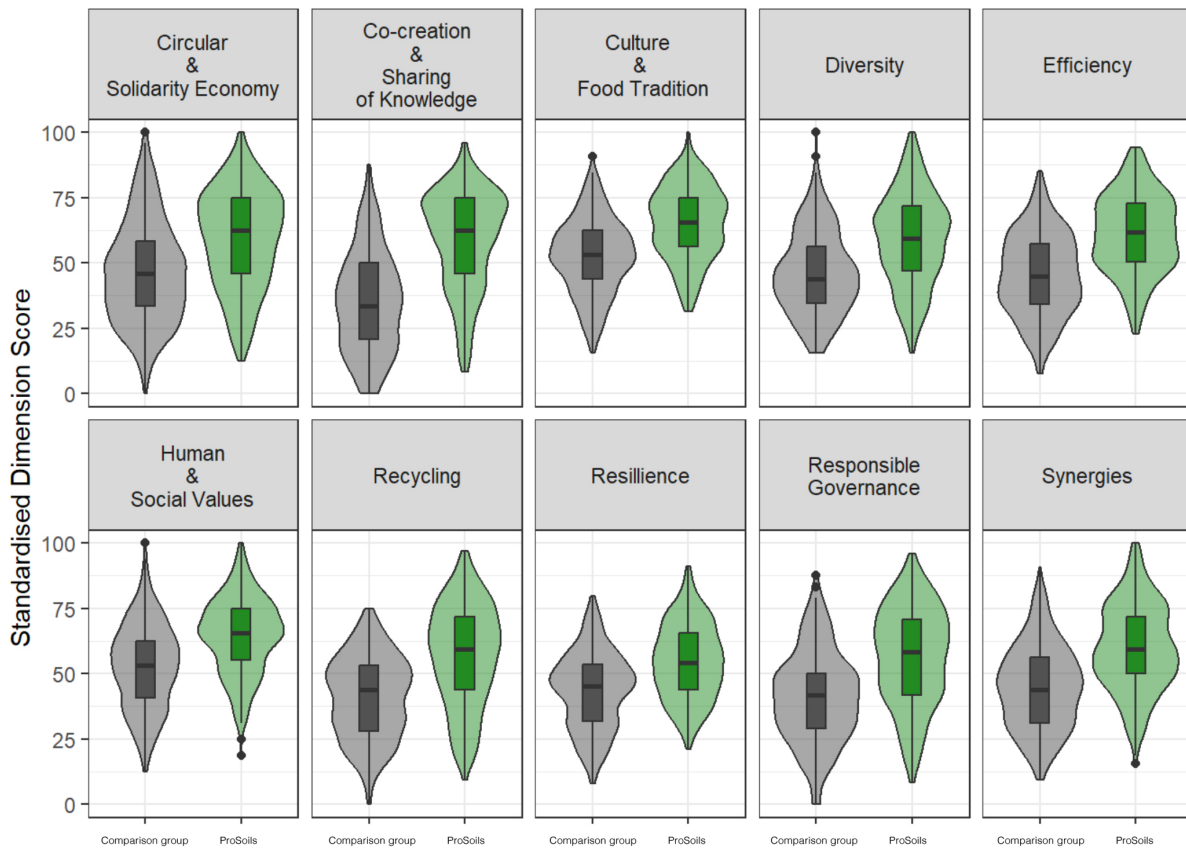 Circular
&
Solidarity Economy
Co-creation
&
Sharing
of Knowledge
Culture
&
Food Tradition
Diversity
Efficiency
100
75
50
25
0
Human
&
Social Values
Recycling
Resillience
Responsible
Governance
Synergies
100
75
50
25
0
Standardised Dimension Score
Comparison group ProSoils
Comparison group ProSoils
Comparison group ProSoils
Comparison group ProSoils
Comparison group ProSoils